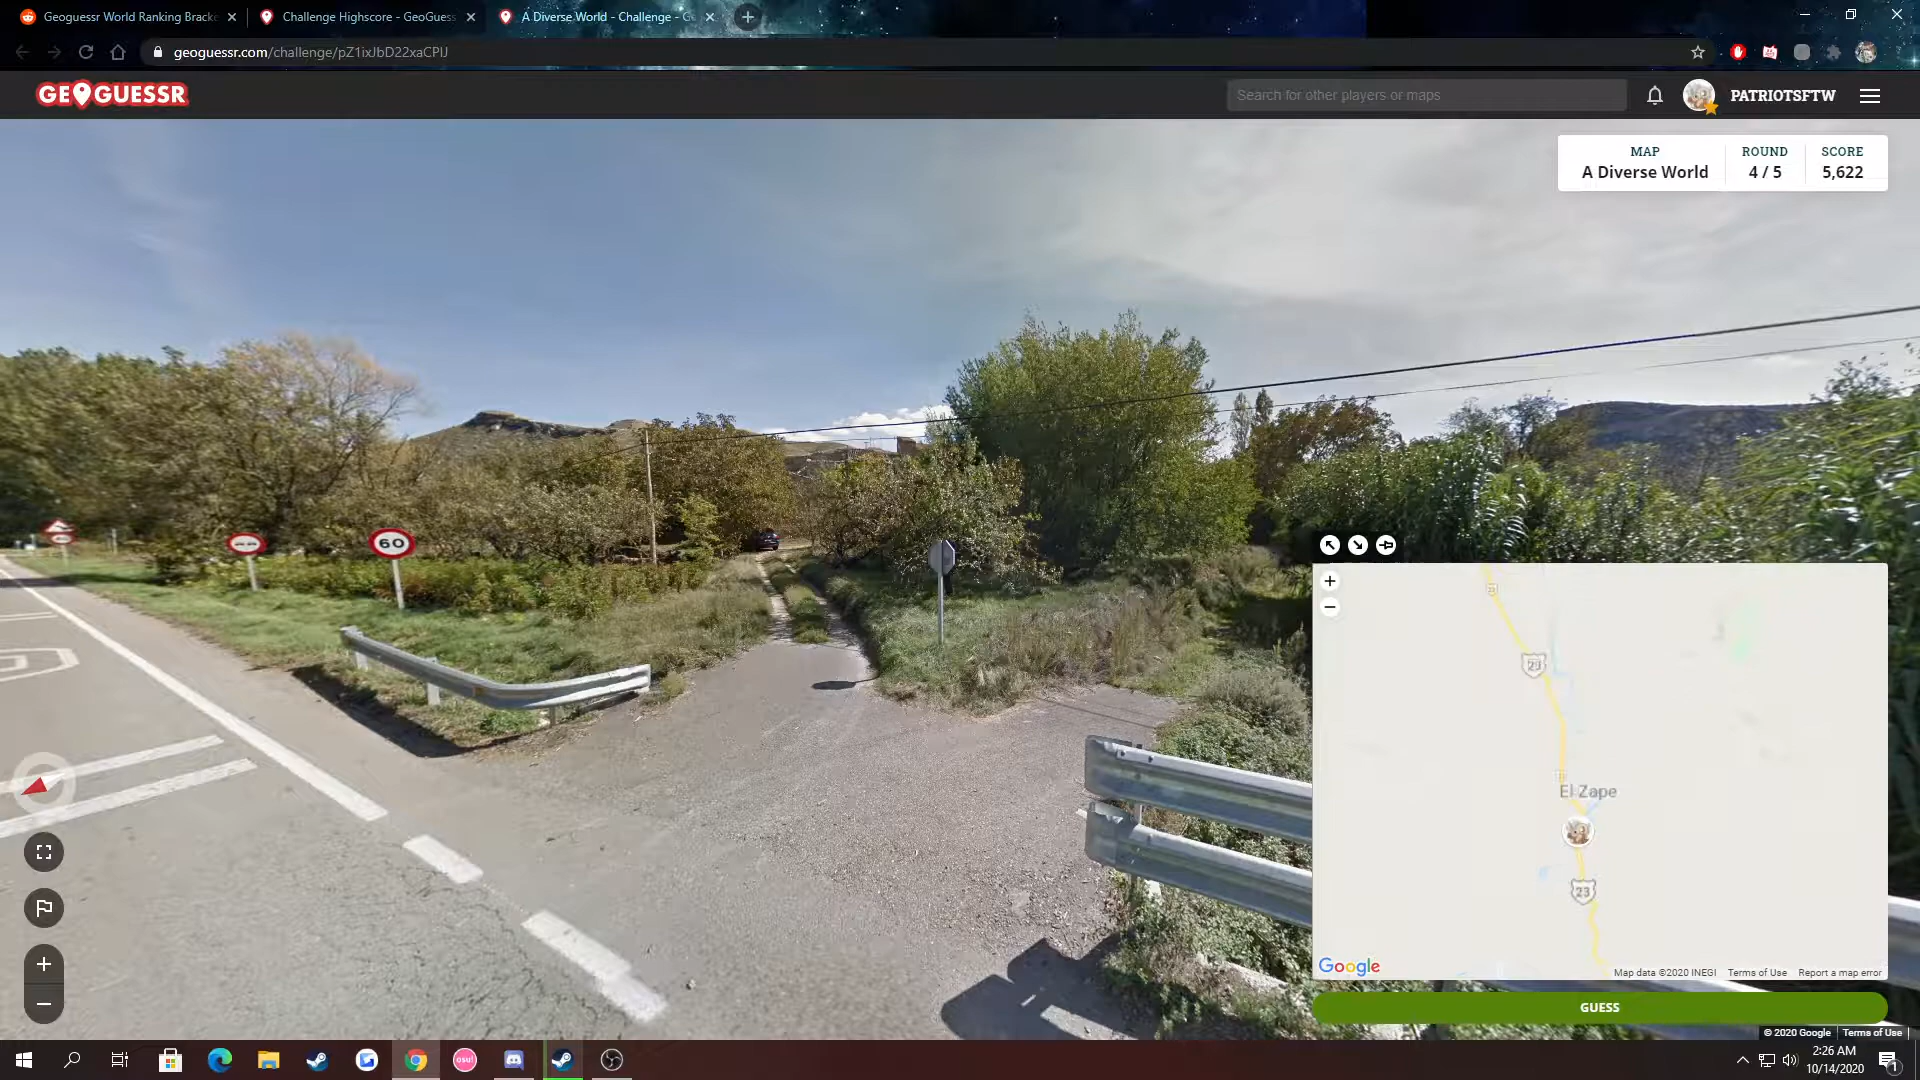 Geoguessr World Ranking Bracke
Challenge Highscore - GeoGuess
A Diverse World - Challenge - G
geoguessr.com/challenge/pZ1ixJbD22xaCPlJ
GEOGUESSR
Search for other players or maps
PATRIOTSFTW
MAP
A Diverse World
ROUND
4 / 5
SCORE
5,622
60
23
El Zape
23
Google
Map data ©2020 INEGI
Terms of Use
Report a map error
GUESS
© 2020 Google
Terms of Use
osu!
2:26 AM
10/14/2020
1